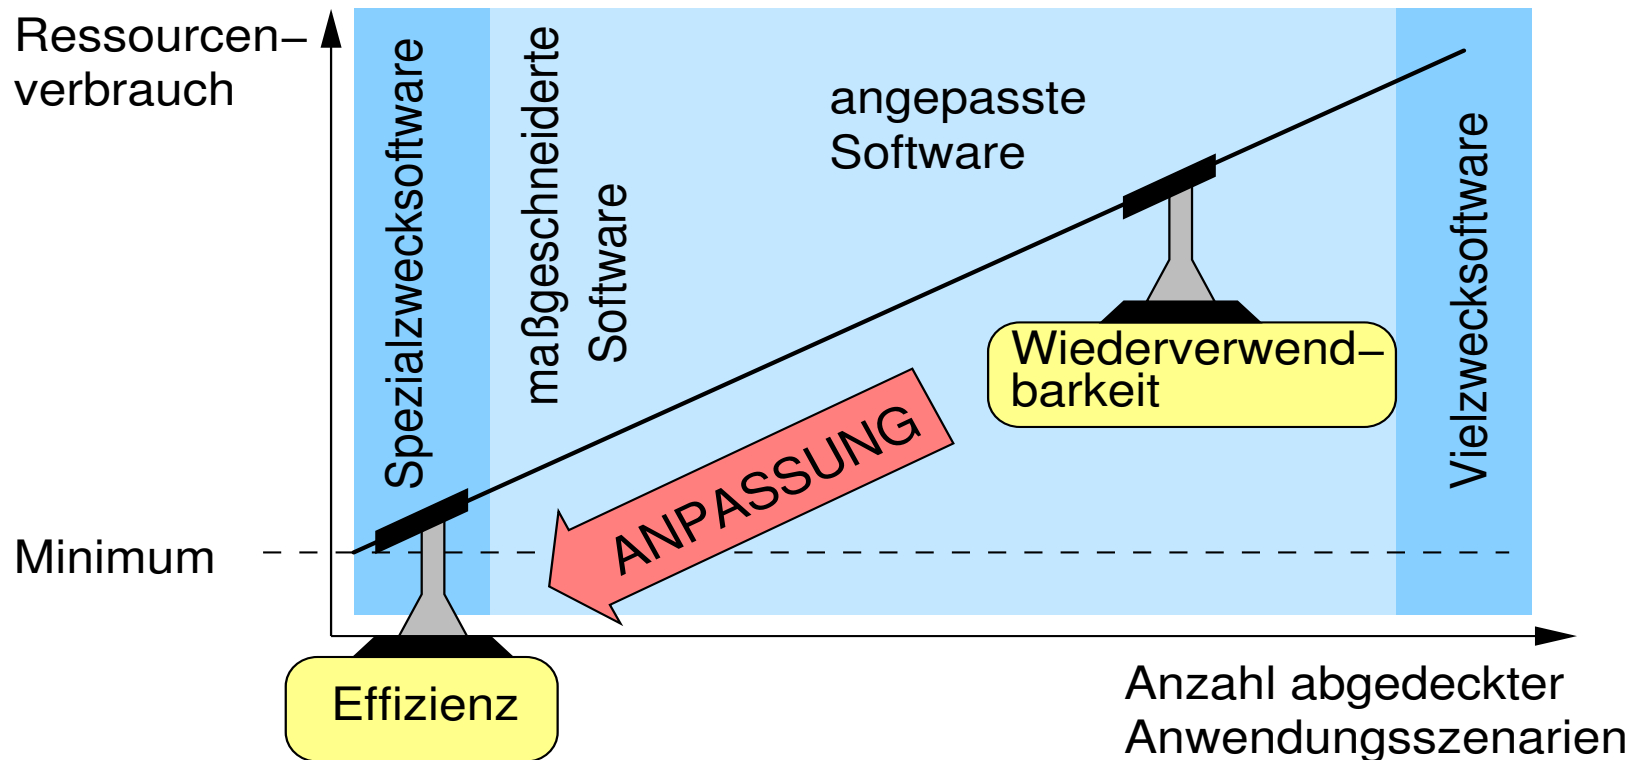 Ressourcen–
verbrauch
Spezialzwecksoftware
maßgeschneiderte
Software
angepasste
Software
Vielzwecksoftware
Wiederverwend–
barkeit
ANPASSUNG
Minimum
Effizienz
Anzahl abgedeckter
Anwendungsszenarien